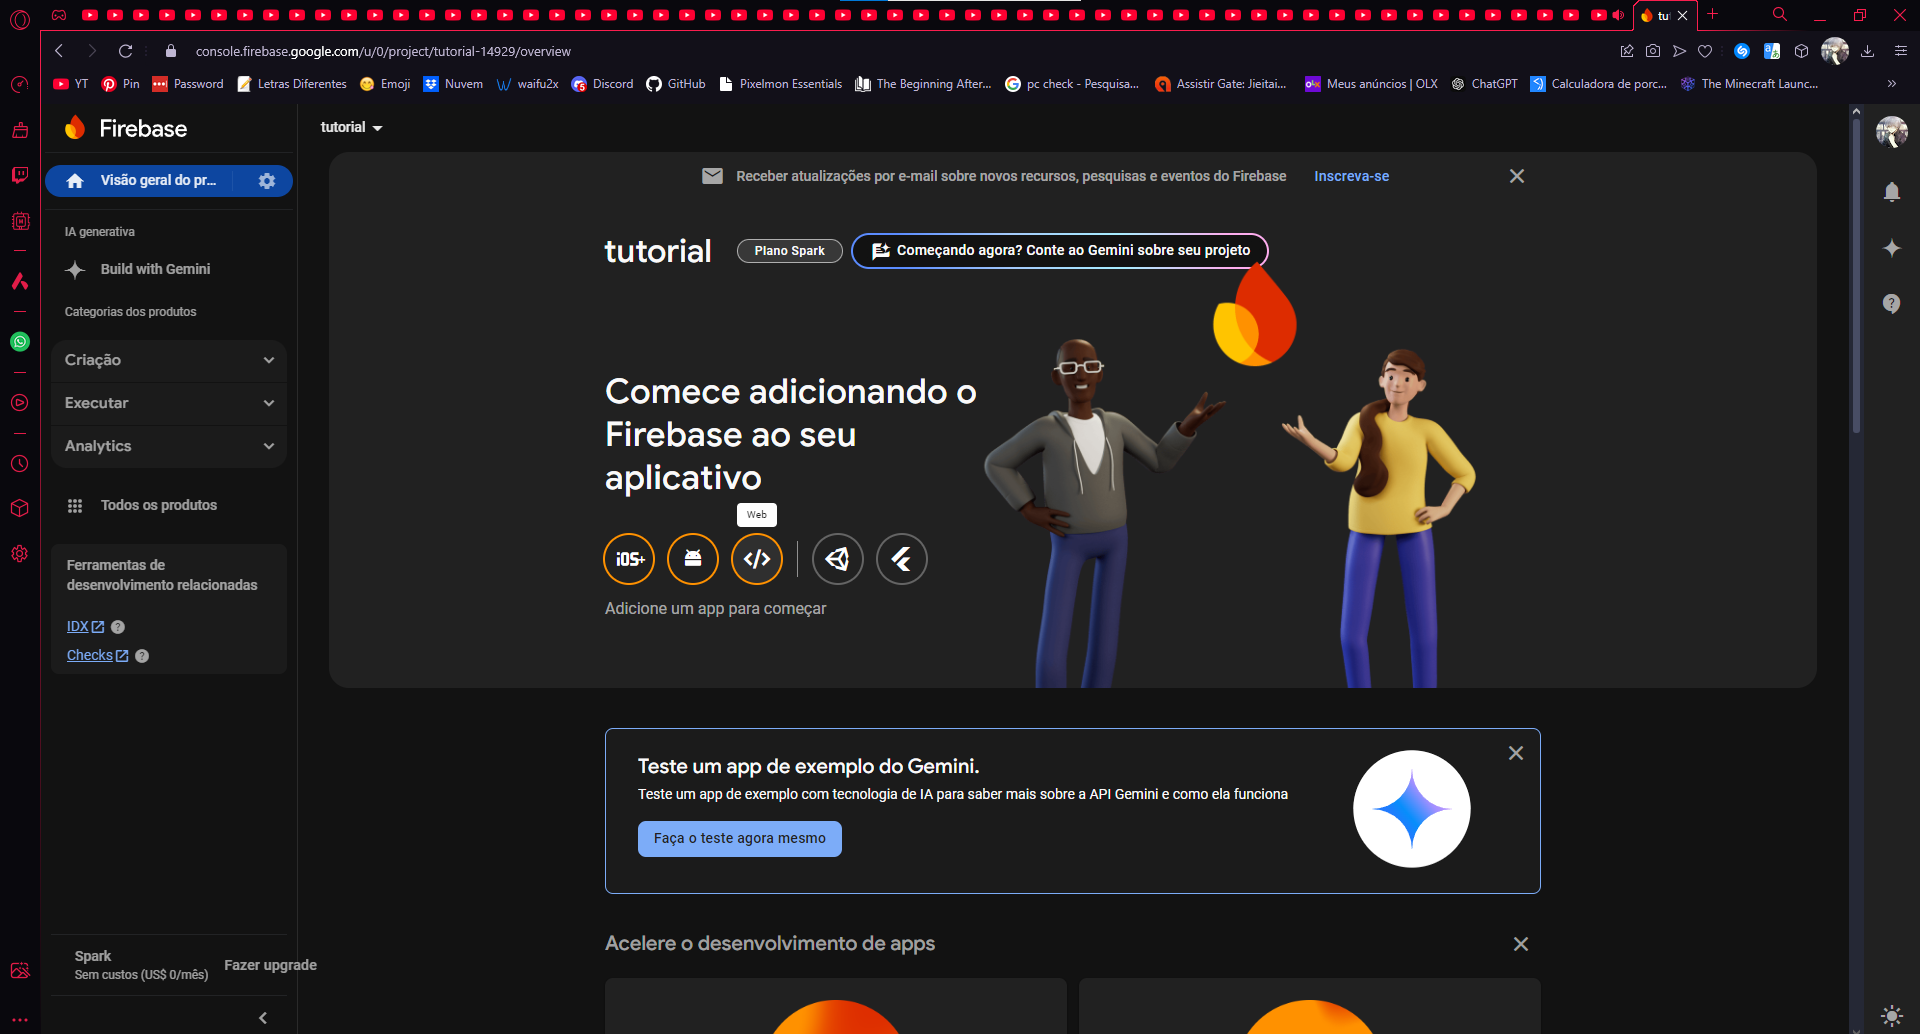 tu
console.firebase.google.com/u/0/project/tutorial-14929/overview
YT
Pin
Password
Letras Diferentes
Emoji
Nuvem
waifu2x
Discord
GitHub
Pixelmon Essentials
The Beginning After...
pc check - Pesquisa...
Assistir Gate: Jieitai...
Meus anúncios | OLX
ChatGPT
Calculadora de porc...
The Minecraft Launc...
Firebase
tutorial
Visão geral do pr...
IA generativa
Build with Gemini
Categorias dos produtos
Criação
Executar
Analytics
Todos os produtos
Ferramentas de
desenvolvimento relacionadas
IDX
Checks
Spark
Sem custos (US$ 0/mês)
Fazer upgrade
Receber atualizações por e-mail sobre novos recursos, pesquisas e eventos do Firebase
Inscreva-se
tutorial
Plano Spark
Começando agora? Conte ao Gemini sobre seu projeto
Comece adicionando o
Firebase ao seu
aplicativo
Web
iOS+
Adicione um app para começar
Teste um app de exemplo do Gemini.
Teste um app de exemplo com tecnologia de IA para saber mais sobre a API Gemini e como ela funciona
Faça o teste agora mesmo
Acelere o desenvolvimento de apps